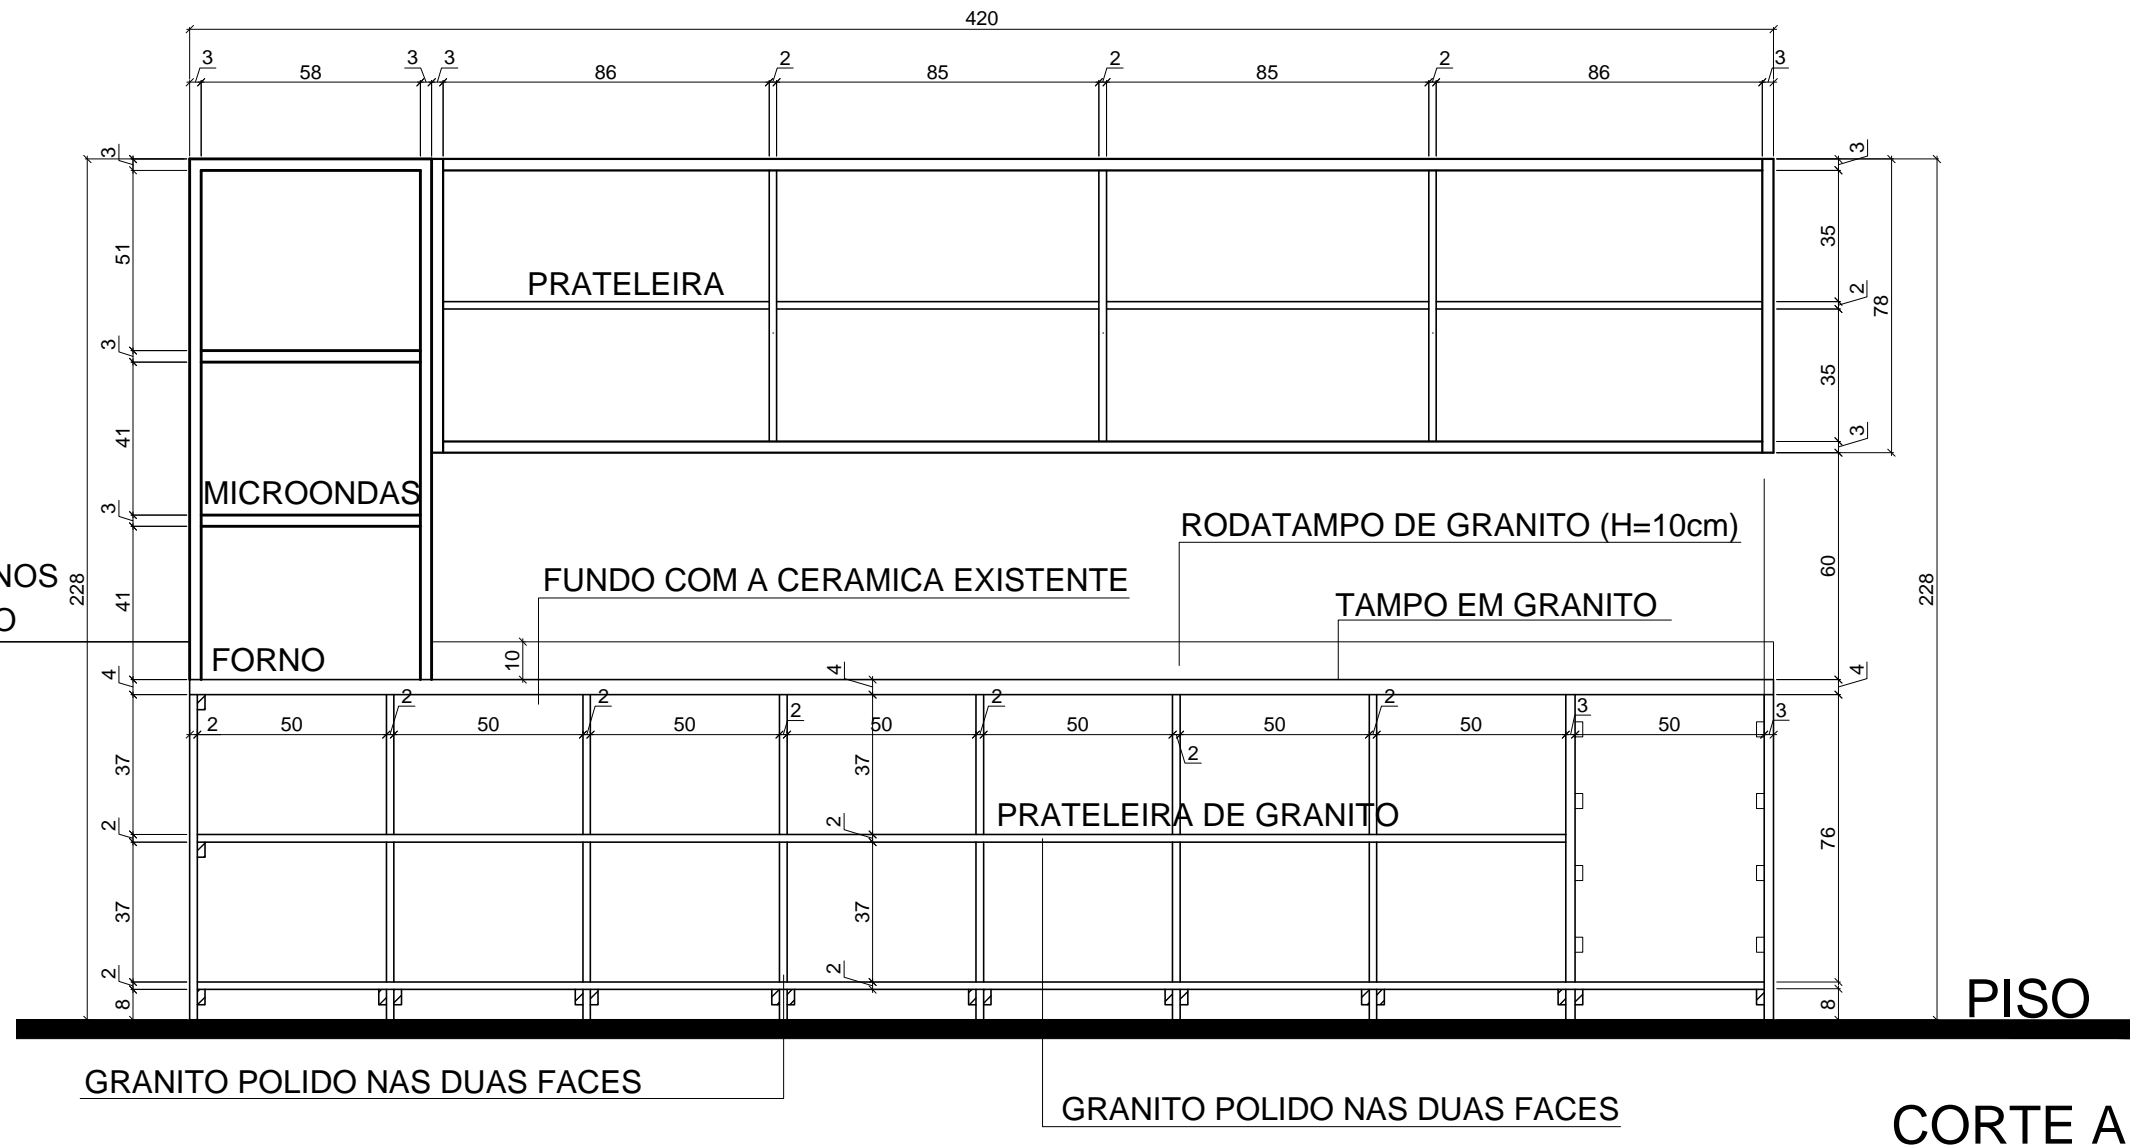 420
3 58 3 3 86 2 85 2 85 2 86 3
3
3
51
35
PRATELEIRA
2
78
3
35
41
3
MICROONDAS
3
RODATAMPO DE GRANITO (H=10cm)
NOS
228
FUNDO COM A CERAMICA EXISTENTE
60
228
41
TAMPO EM GRANITO
O
FORNO
10
4
4
4
2 2 2 2 3 3
2 50 50 50 2 50 50 50 50 50
2
37
37
PRATELEIRA DE GRANITO
2
2
76
37
37
2
2
8
8
PISO
GRANITO POLIDO NAS DUAS FACES
GRANITO POLIDO NAS DUAS FACES
CORTE A